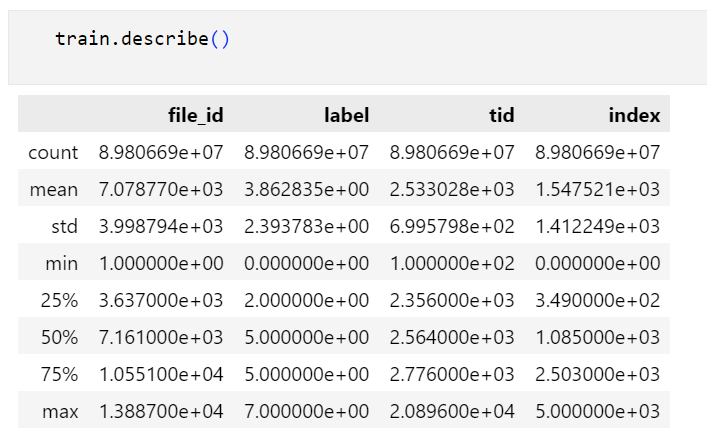 train.describe()
file_id label tid index
count 8.980669e+07 8.980669e+07 8.980669e+07 8.980669e+07
mean 7.078770e+03 3.862835e+00 2.533028e+03 1.547521e+03
std 3.998794e+03 2.393783e+00 6.995798e+02 1.412249e+03
min 1.000000e+00 0.000000e+00 1.000000e+02 0.000000e+00
25% 3.637000e+03 2.000000e+00 2.356000e+03 3.490000e+02
50% 7.161000e+03 5.000000e+00 2.564000e+03 1.085000e+03
75% 1.055100e+04 5.000000e+00 2.776000e+03 2.503000e+03
max 1.388700e+04 7.000000e+00 2.089600e+04 5.000000e+03